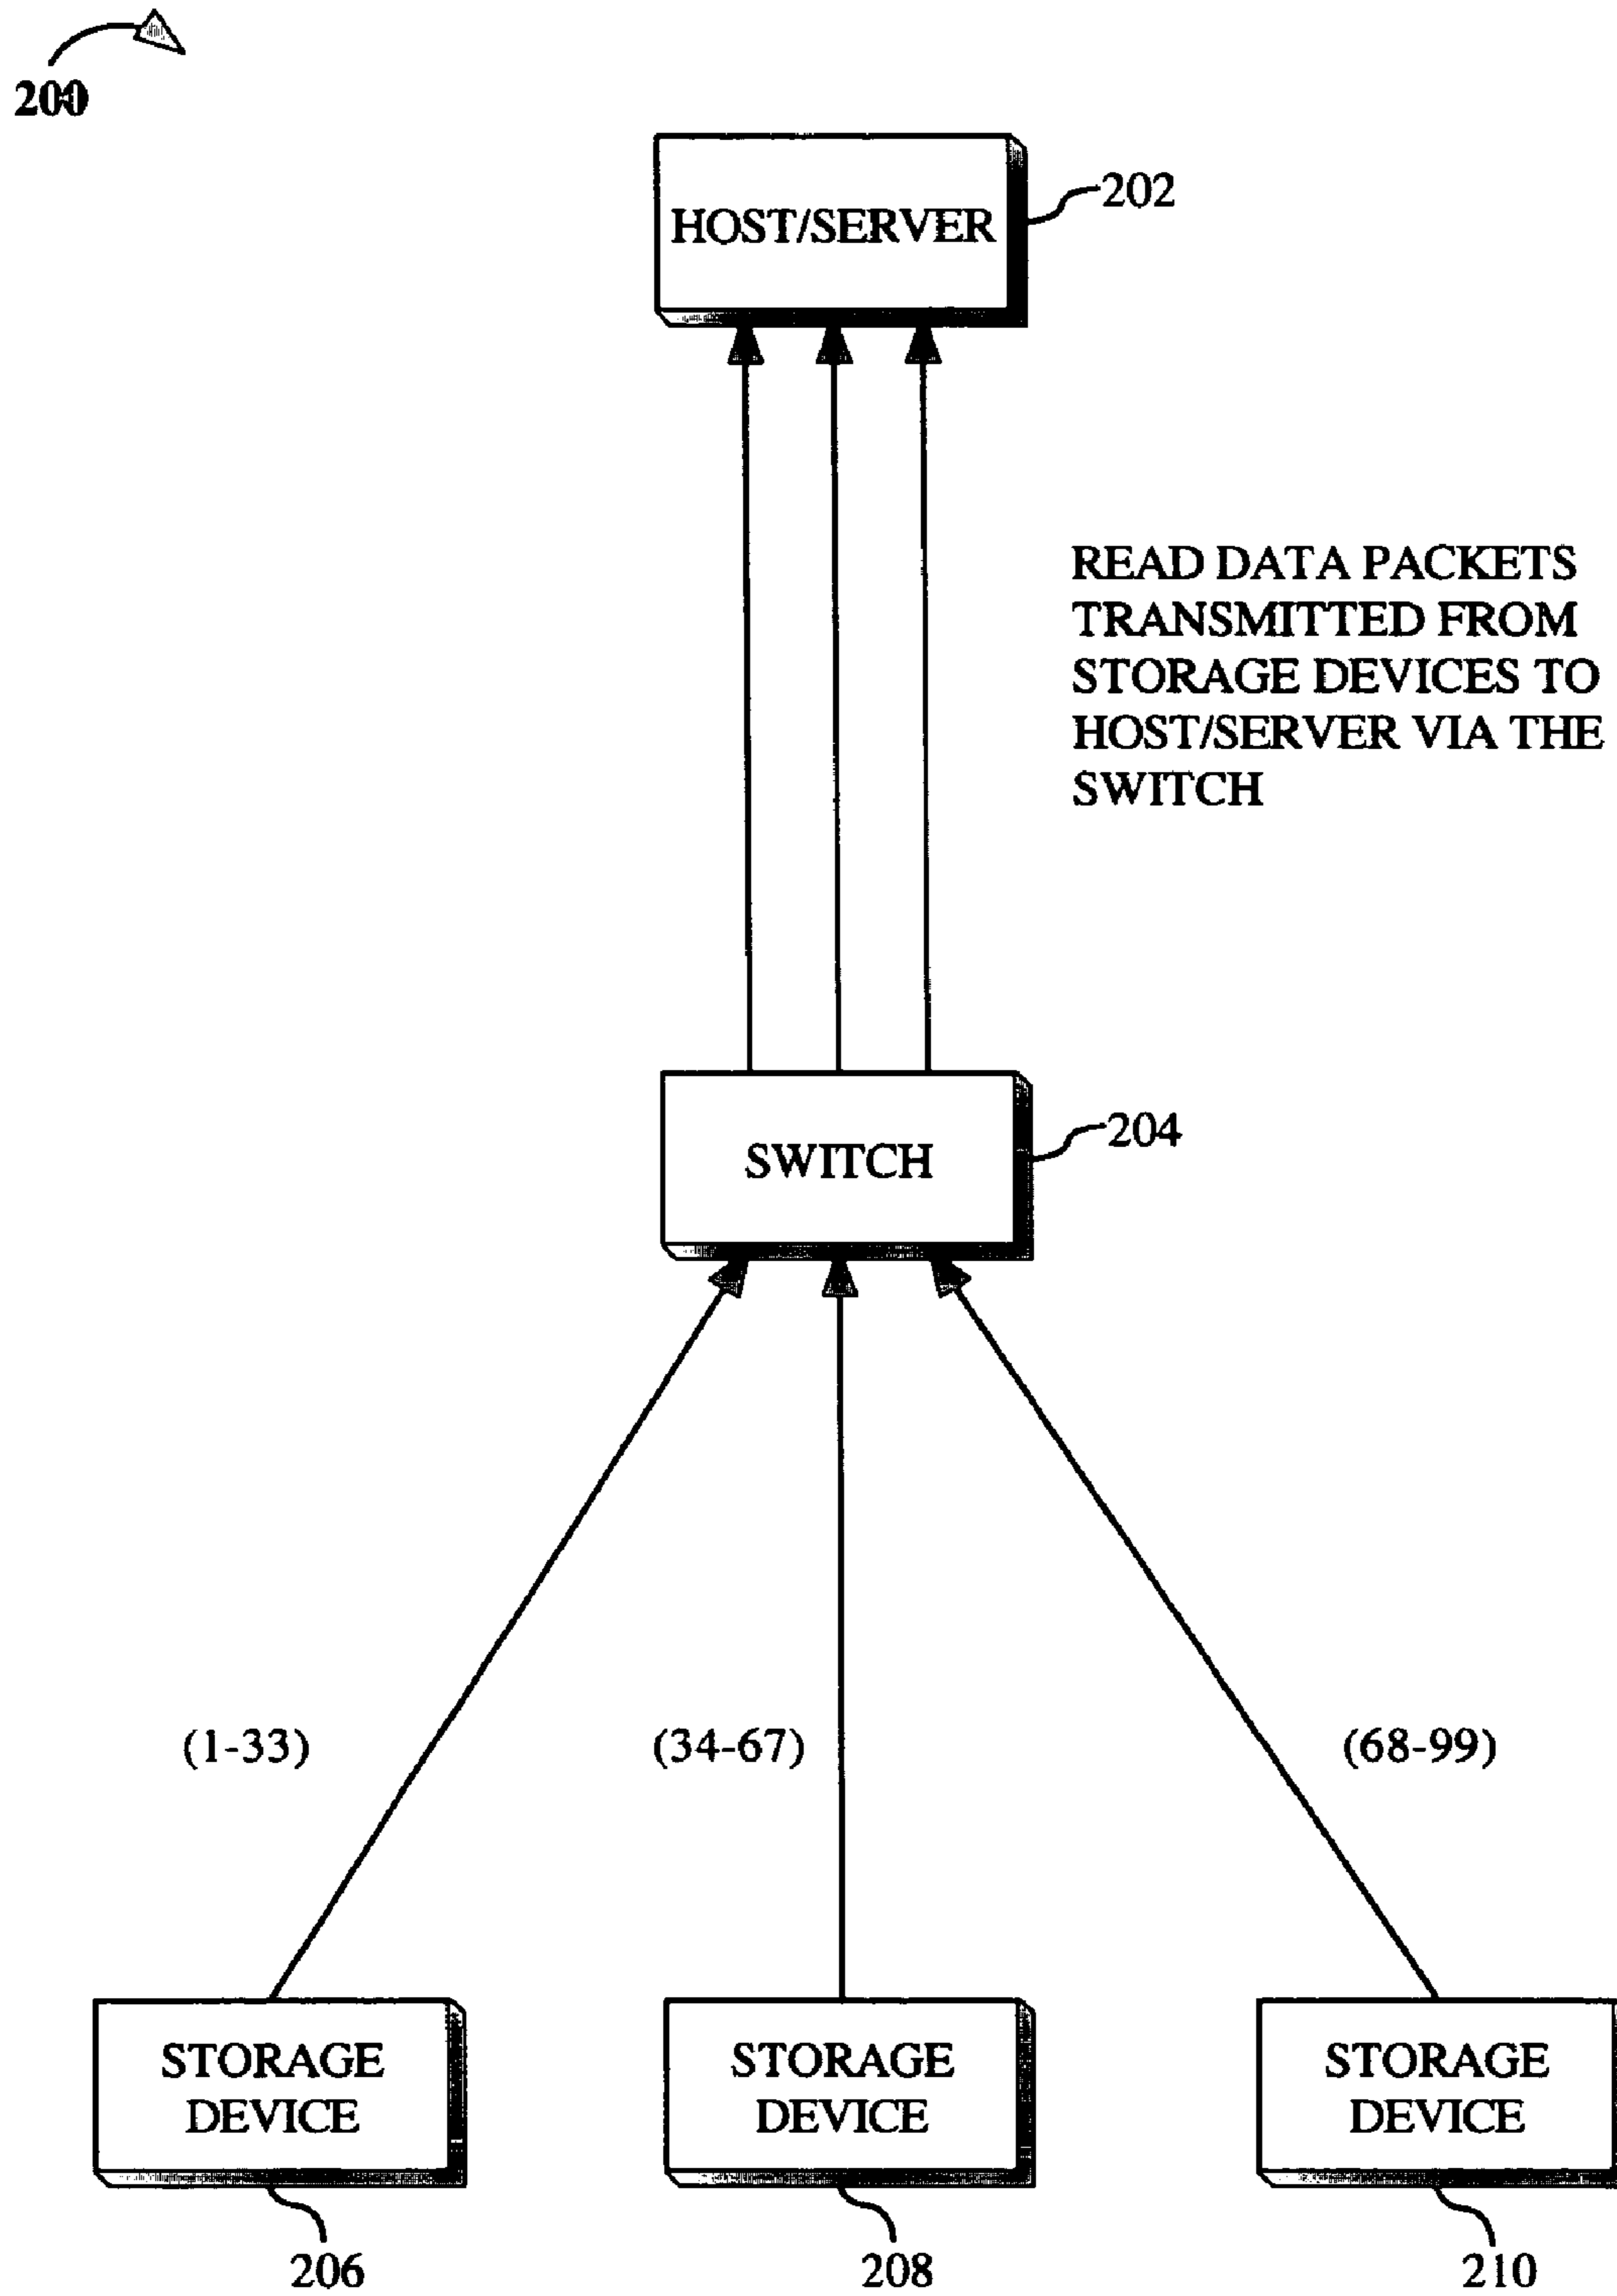 200
HOST/SERVER
202
READ DATA PACKETS
TRANSMITTED FROM
STORAGE DEVICES TO
HOST/SERVER VIA THE
SWITCH
SWITCH
204
(1-33)
(34-67)
(68-99)
STORAGE
DEVICE
STORAGE
DEVICE
STORAGE
DEVICE
206
208
210